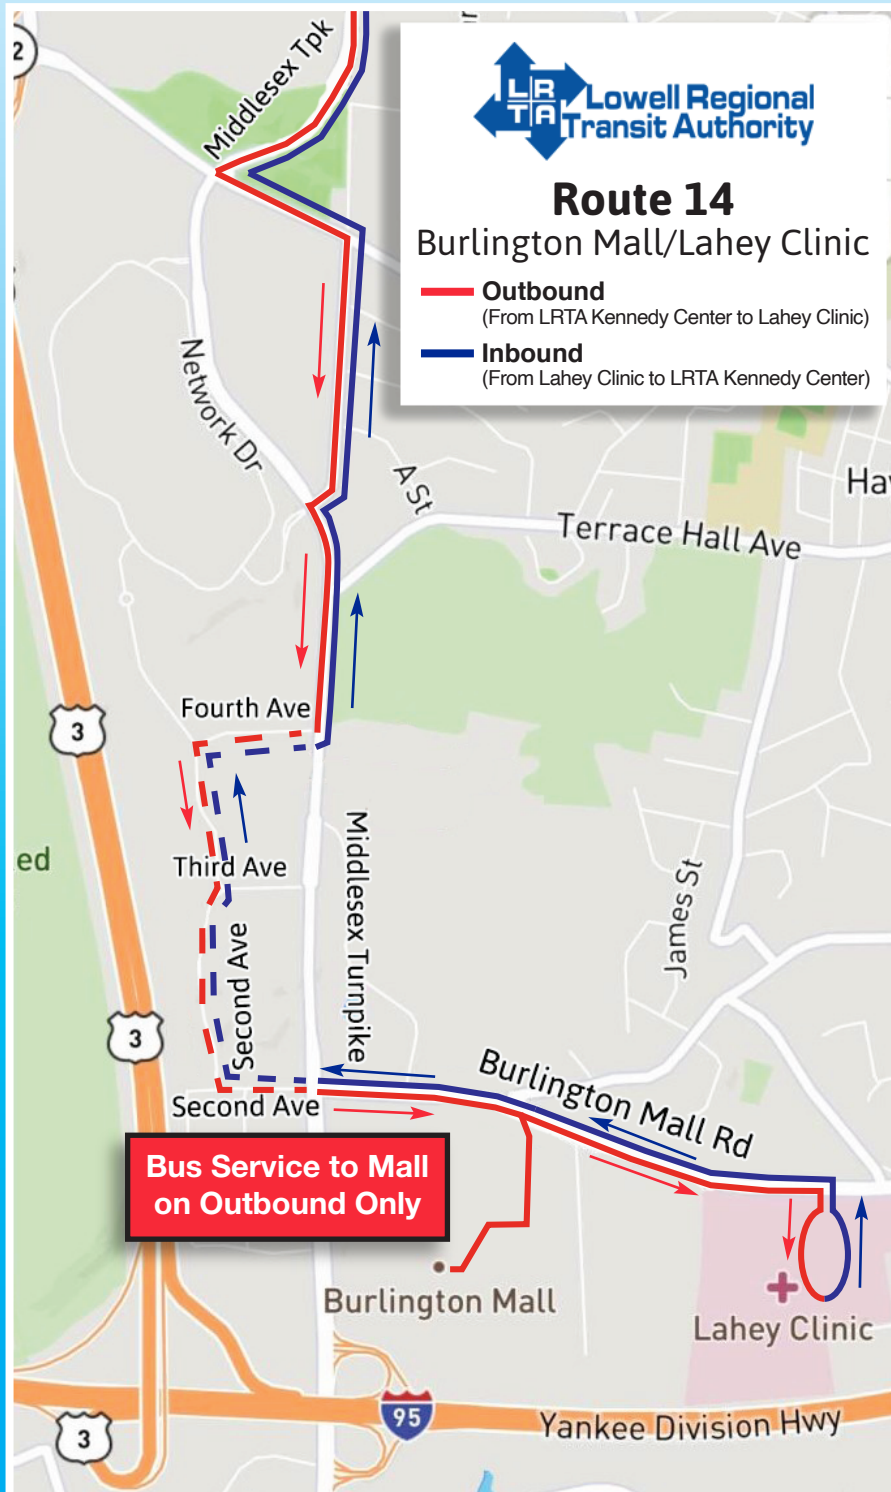 2
Middlesex Tpk
L R
T A
Lowell Regional
Transit Authority
Route 14
Burlington Mall/Lahey Clinic
Outbound
(From LRTA Kennedy Center to Lahey Clinic)
Inbound
(From Lahey Clinic to LRTA Kennedy Center)
Network Dr
A St
Ha
Terrace Hall Ave
Fourth Ave
3
ed
Third Ave
Middlesex Turnpike
James St
Second Ave
3
Burlington Mall Rd
Second Ave
Bus Service to Mall
on Outbound Only
Burlington Mall
Lahey Clinic
95
Yankee Division Hwy
3